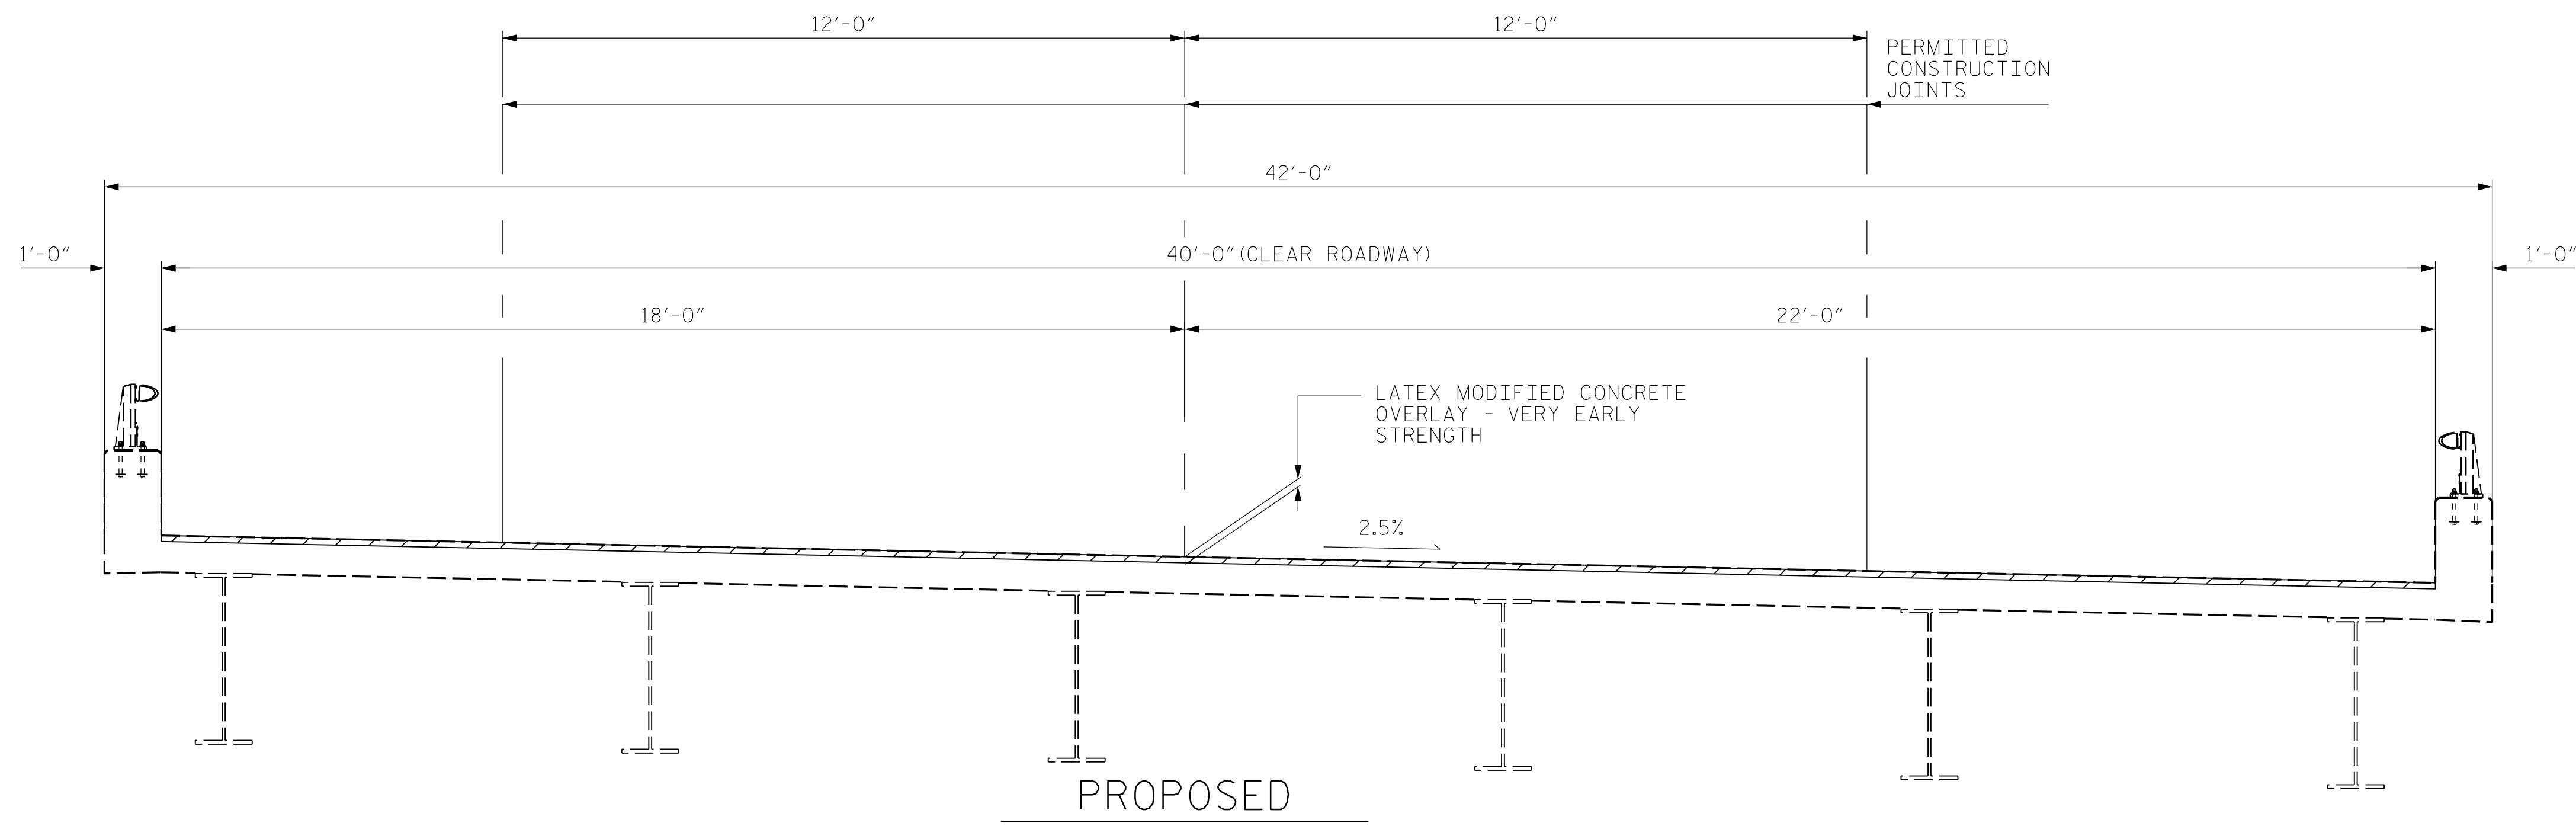 12'-0" 12'-0"
PERMITTED
CONSTRUCTION
JOINTS
42'-0"
1'-0" 40'-0"(CLEAR ROADWAY) 1'-0"
18'-0" 22'-0"
LATEX MODIFIED CONCRETE
OVERLAY - VERY EARLY
STRENGTH
2.5%
PROPOSED